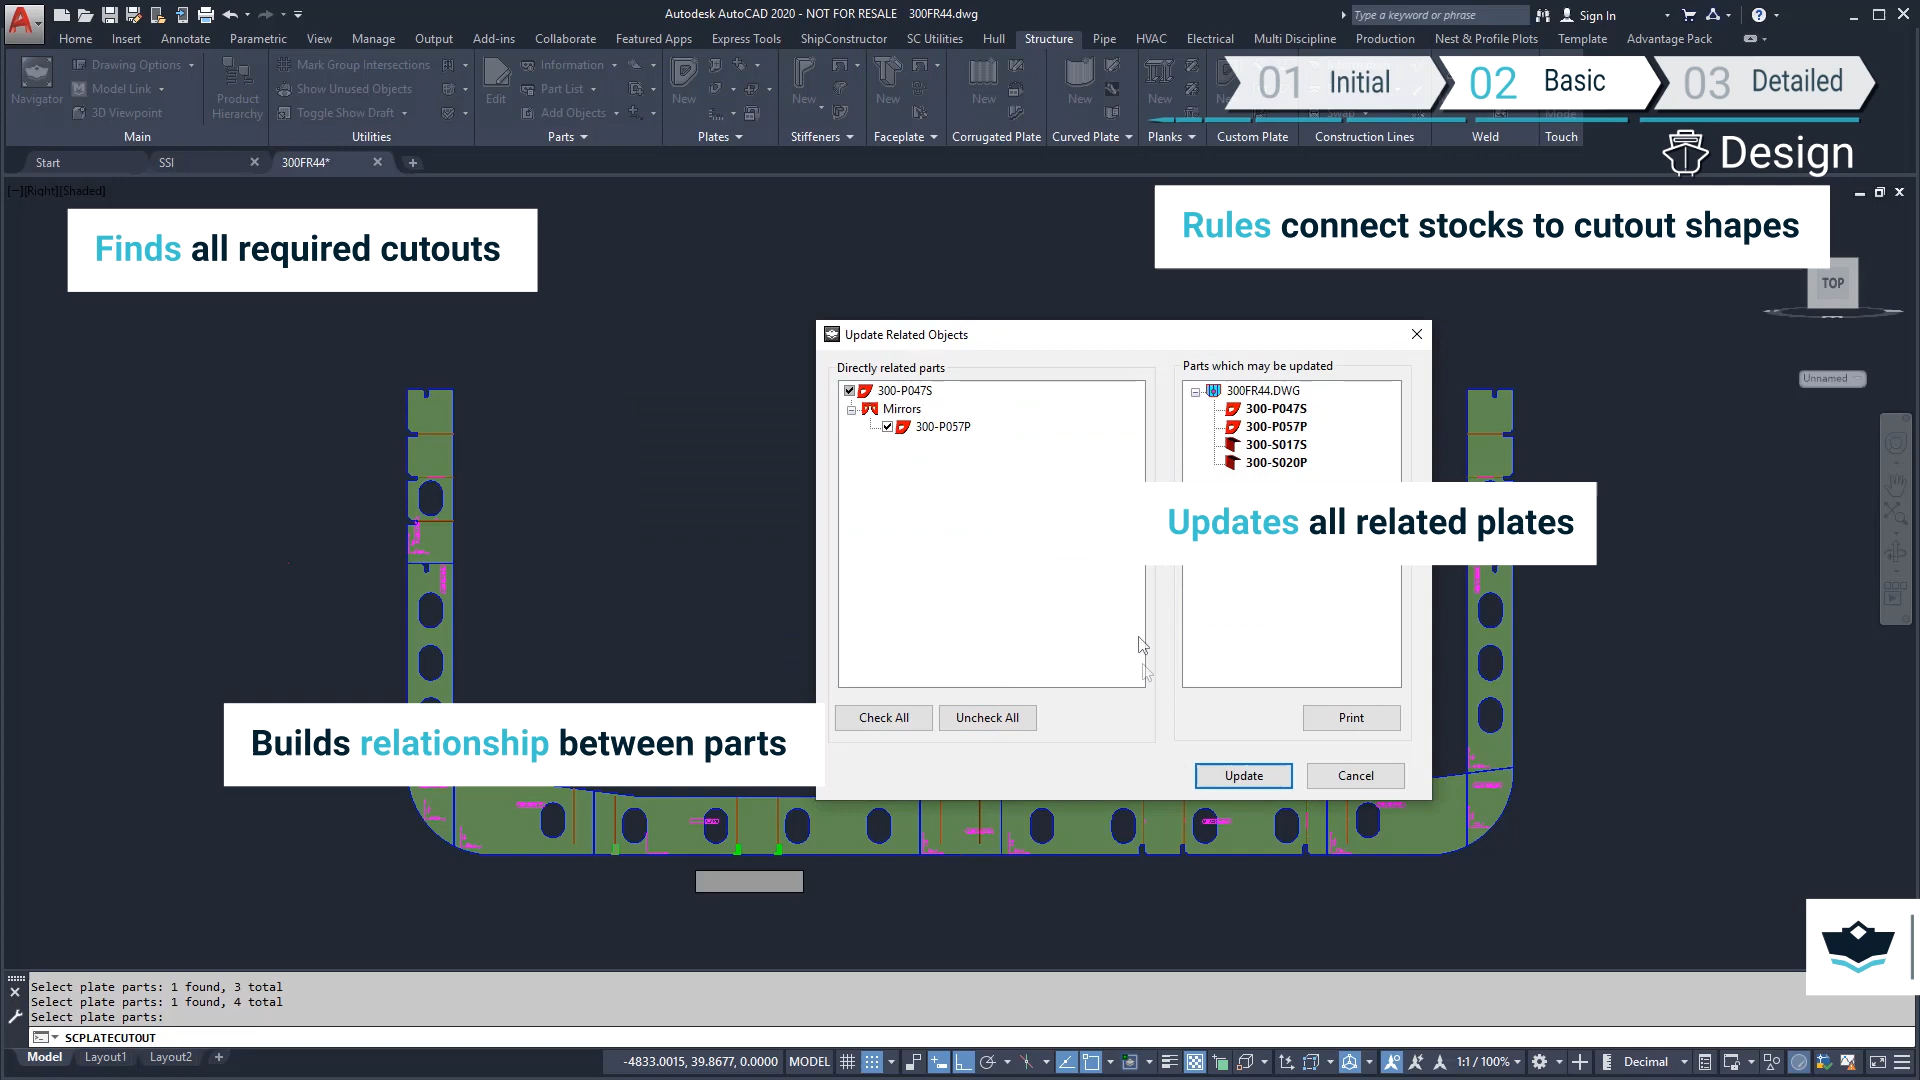 Autodesk AutoCAD 2020 - NOT FOR RESALE 300FR44.dwg
Type a keyword or phrase
Sign In
Home Insert Annotate Parametric View Manage Output Add-ins Collaborate Featured Apps Express Tools ShipConstructor SC Utilities Hull Structure Pipe HVAC Electrical Multi Discipline Production Nest & Profile Plots Template Advantage Pack
Drawing Options
Mark Group Intersections
Information
Model Link
Show Unused Objects
Part List
3D Viewpoint
Toggle Show Draft
Add Objects
Navigator
Product Hierarchy
Edit
New
New
New
New
New
New
Main
Utilities
Parts
Plates
Stiffeners
Faceplate
Corrugated Plate
Curved Plate
Planks
Custom Plate
Construction Lines
Weld
Touch
01 Initial
02 Basic
03 Detailed
Design
Start
SSI
300FR44*
[−][Right][Shaded]
Finds all required cutouts
Rules connect stocks to cutout shapes
TOP
Unnamed
Update Related Objects
Directly related parts
300-P047S
Mirrors
300-P057P
Parts which may be updated
300FR44.DWG
300-P047S
300-P057P
300-S017S
300-S020P
Updates all related plates
Check All
Uncheck All
Print
Update
Cancel
Builds relationship between parts
Select plate parts: 1 found, 3 total
Select plate parts: 1 found, 4 total
Select plate parts:
SCPLATECUTOUT
Model Layout1 Layout2
-4833.0015, 39.8677, 0.0000 MODEL
1:1 / 100%
Decimal